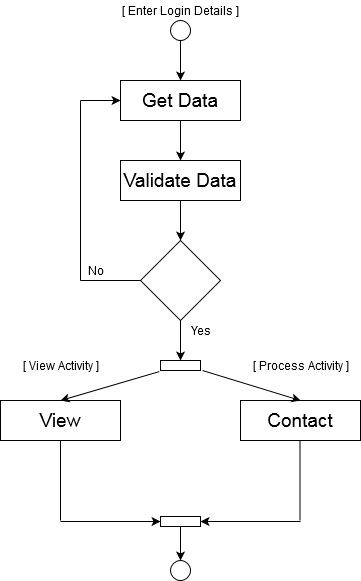 [ Enter Login Details ]
Get Data
Validate Data
No
Yes
[ View Activity ]
[ Process Activity ]
View
Contact